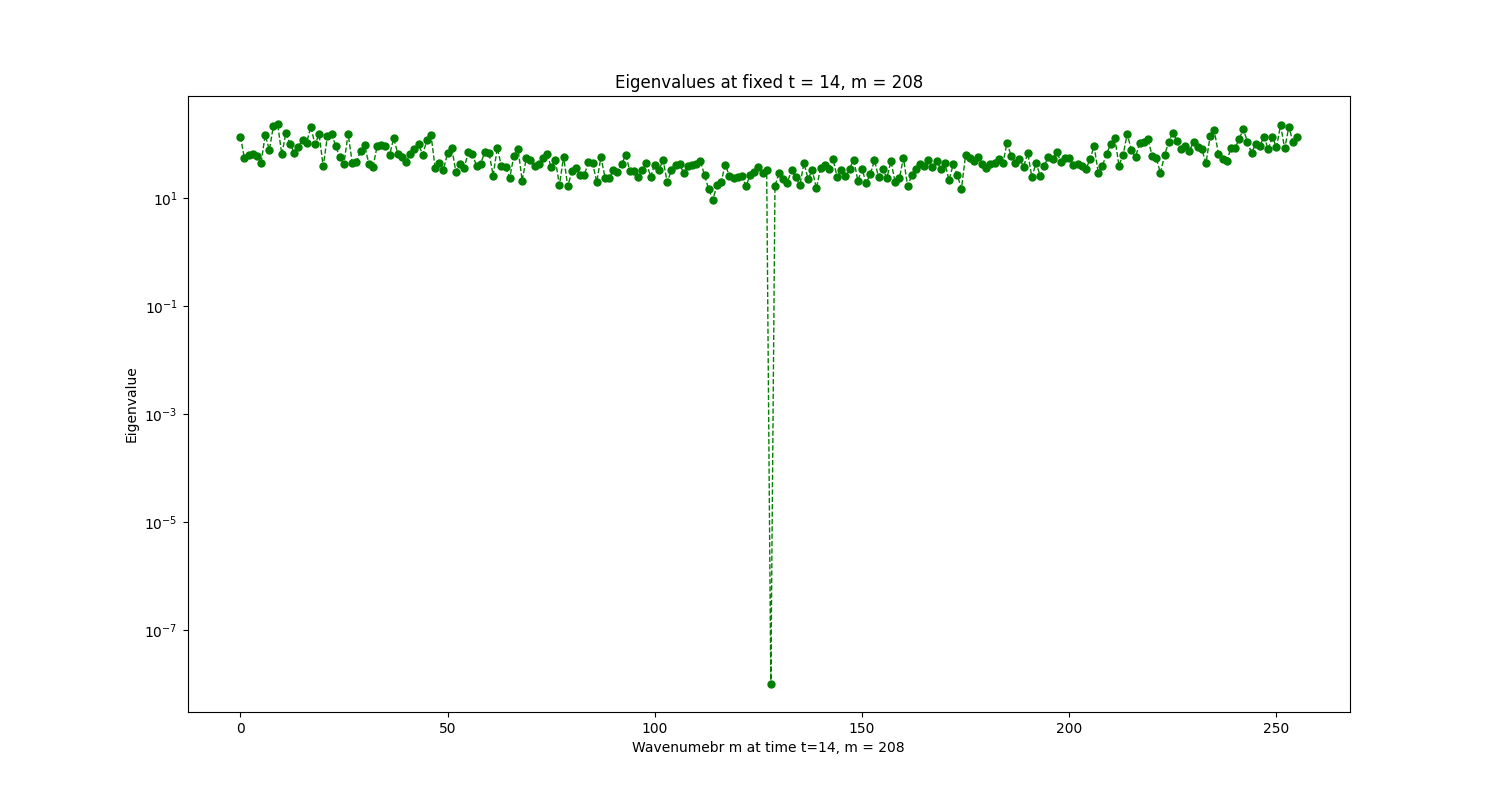 Eigenvalues at fixed t = 14, m = 208
Eigenvalue
10^1
10^-1
10^-3
10^-5
10^-7
0 50 100 150 200 250
Wavenumebr m at time t=14, m = 208